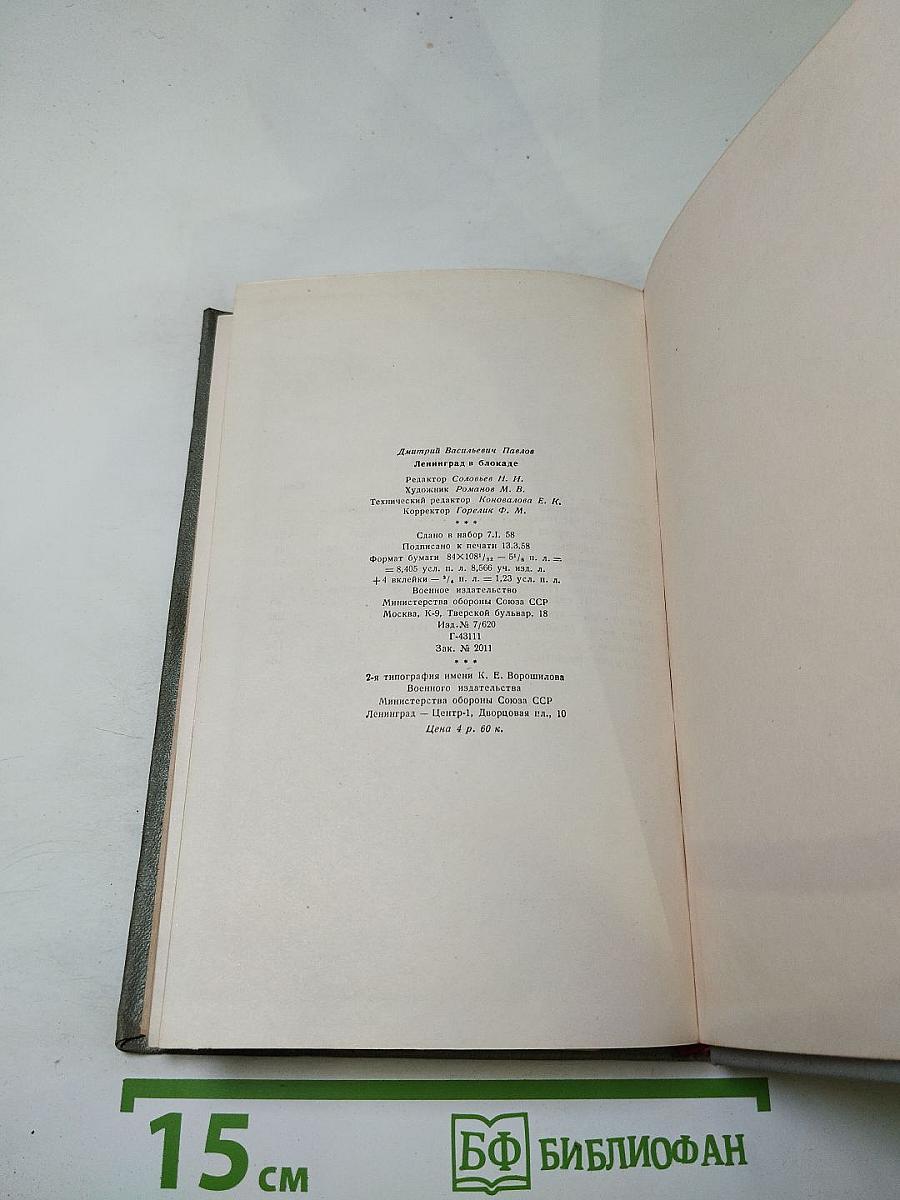 Дмитрий Васильевич Павлов
Ленинград в блокаде
Редактор Соловьев Н. И.
Художник Романов М. В.
Технический редактор Коновалова Е. К.
Корректор Горелик Ф. М.
* * *
Сдано в набор 7.1. 58
Подписано к печати 13.3.58
Формат бумаги 84×108¹/₃₂ — 5¹/₈ п. л. =
= 8,405 усл. п. л. 8,566 уч. изд. л.
+ 4 вклейки — ³/₄ п. л. = 1,23 усл. п. л.
Военное издательство
Министерства обороны Союза ССР
Москва, К-9, Тверской бульвар, 18
Изд.№ 7/620
Г-43111
Зак. № 2011
* * *
2-я типография имени К. Е. Ворошилова
Военного издательства
Министерства обороны Союза ССР
Ленинград — Центр-1, Дворцовая пл., 10
Цена 4 р. 60 к.
15 см
БФ БИБЛИОФАН